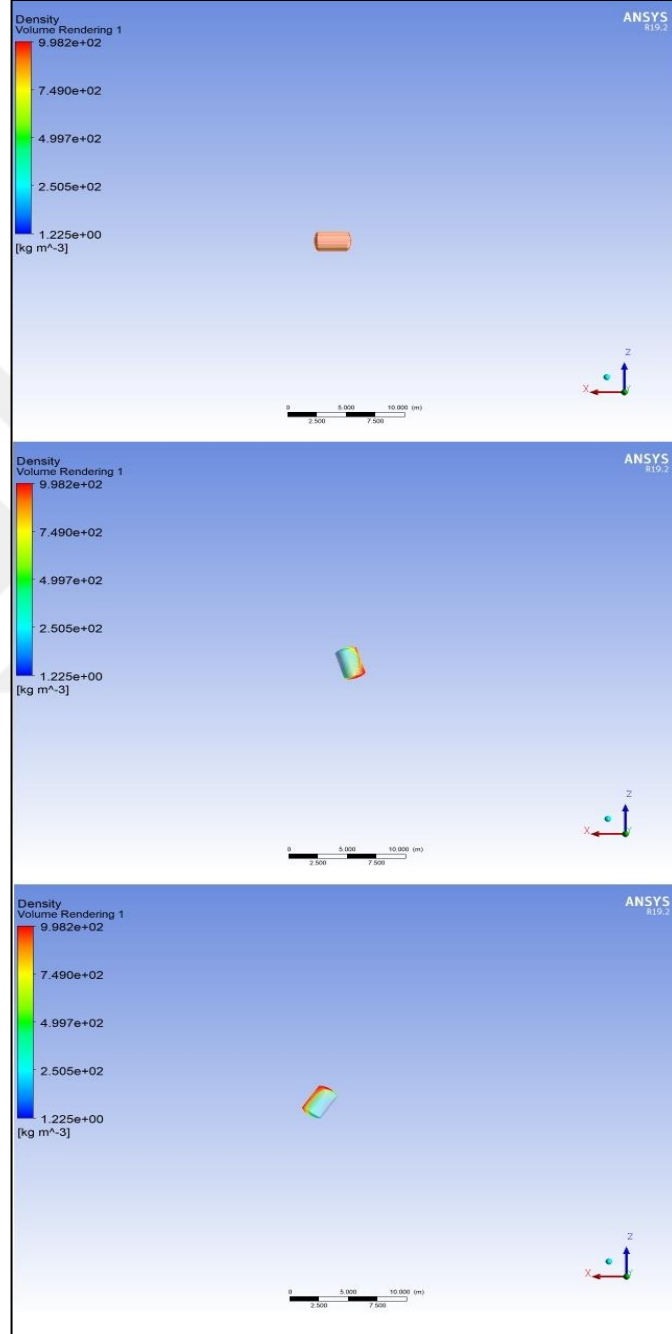 Density
Volume Rendering 1
9.982e+02
7.490e+02
4.997e+02
2.505e+02
1.225e+00
[kg m^-3]
ANSYS
R19.2
Z
X
Y
0 5.000 10.000 (m)
2.500 7.500
Density
Volume Rendering 1
9.982e+02
7.490e+02
4.997e+02
2.505e+02
1.225e+00
[kg m^-3]
ANSYS
R19.2
Z
X
Y
0 5.000 10.000 (m)
2.500 7.500
Density
Volume Rendering 1
9.982e+02
7.490e+02
4.997e+02
2.505e+02
1.225e+00
[kg m^-3]
ANSYS
R19.2
Z
X
Y
0 5.000 10.000 (m)
2.500 7.500